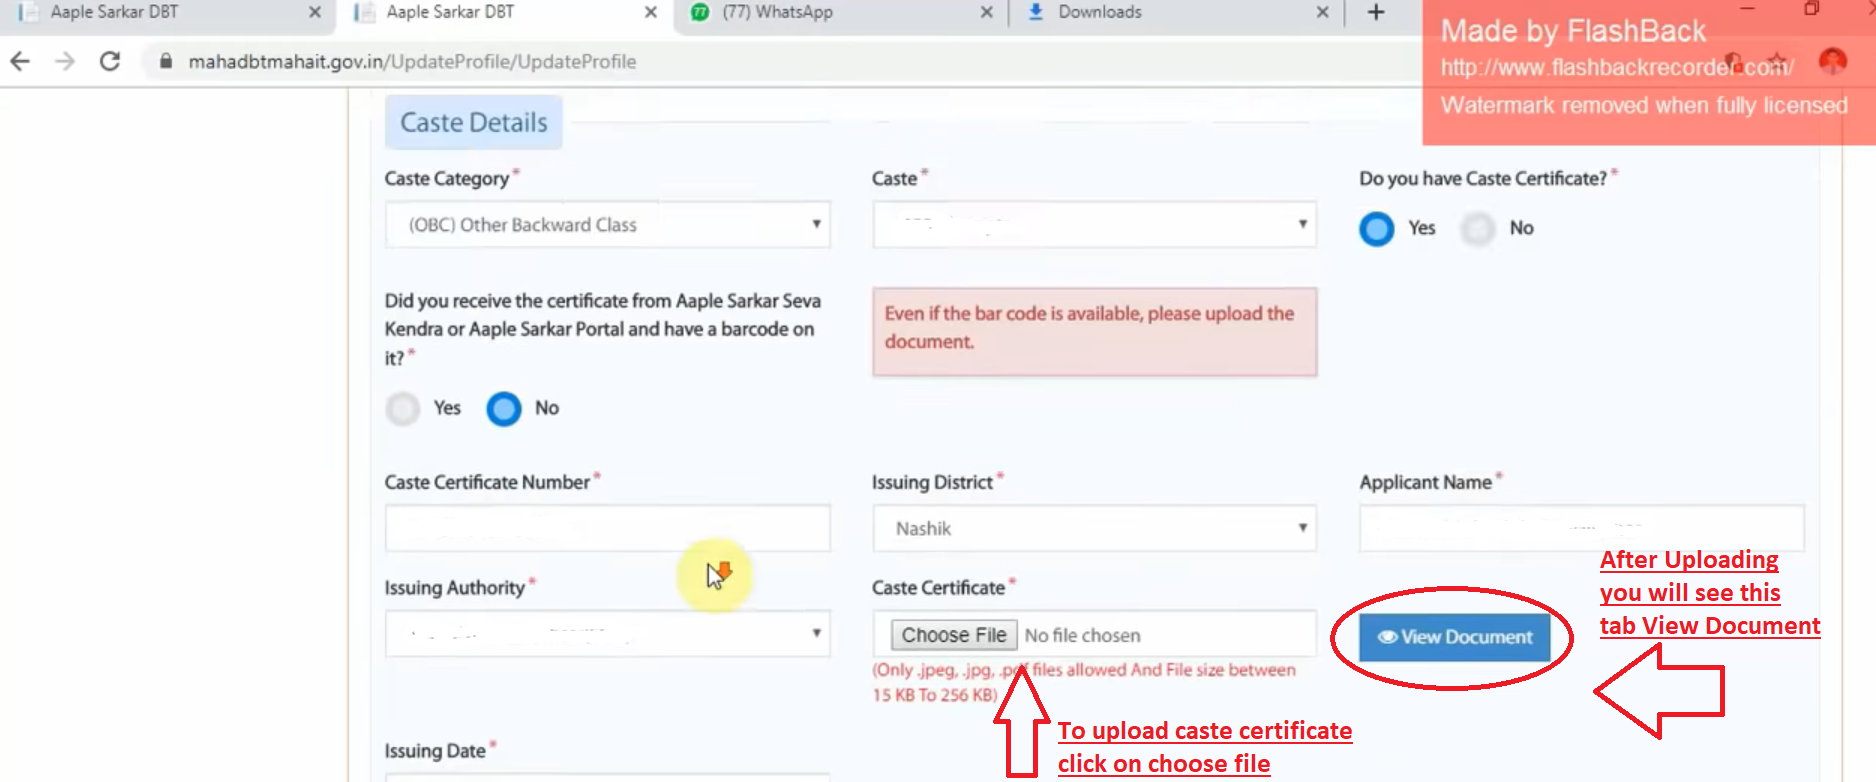 Aaple Sarkar DBT
Aaple Sarkar DBT
(77) WhatsApp
Downloads
Made by FlashBack
http://www.flashbackrecorder.com/
Watermark removed when fully licensed
mahadbtmahait.gov.in/UpdateProfile/UpdateProfile
Caste Details
Caste Category *
Caste *
Do you have Caste Certificate? *
(OBC) Other Backward Class
Yes No
Did you receive the certificate from Aaple Sarkar Seva
Kendra or Aaple Sarkar Portal and have a barcode on
it? *
Even if the bar code is available, please upload the
document.
Yes No
Caste Certificate Number *
Issuing District *
Applicant Name *
Nashik
Issuing Authority *
Caste Certificate *
Choose File No file chosen
View Document
(Only .jpeg, .jpg, .pdf files allowed And File size between
15 KB To 256 KB)
After Uploading
you will see this
tab View Document
To upload caste certificate
click on choose file
Issuing Date *